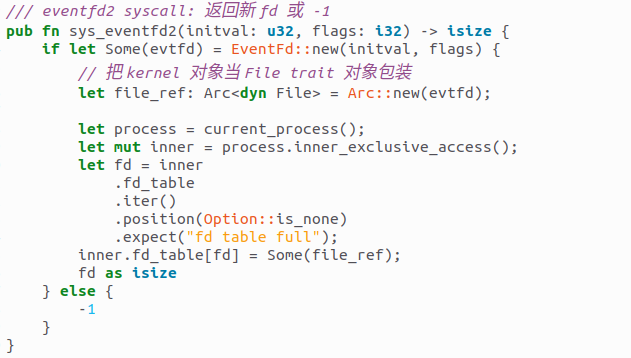 /// eventfd2 syscall: 返回新 fd 或 -1
pub fn sys_eventfd2(initval: u32, flags: i32) -> isize {
    if let Some(evtfd) = EventFd::new(initval, flags) {
        // 把 kernel 对象当 File trait 对象包装
        let file_ref: Arc<dyn File> = Arc::new(evtfd);

        let process = current_process();
        let mut inner = process.inner_exclusive_access();
        let fd = inner
            .fd_table
            .iter()
            .position(Option::is_none)
            .expect("fd table full");
        inner.fd_table[fd] = Some(file_ref);
        fd as isize
    } else {
        -1
    }
}